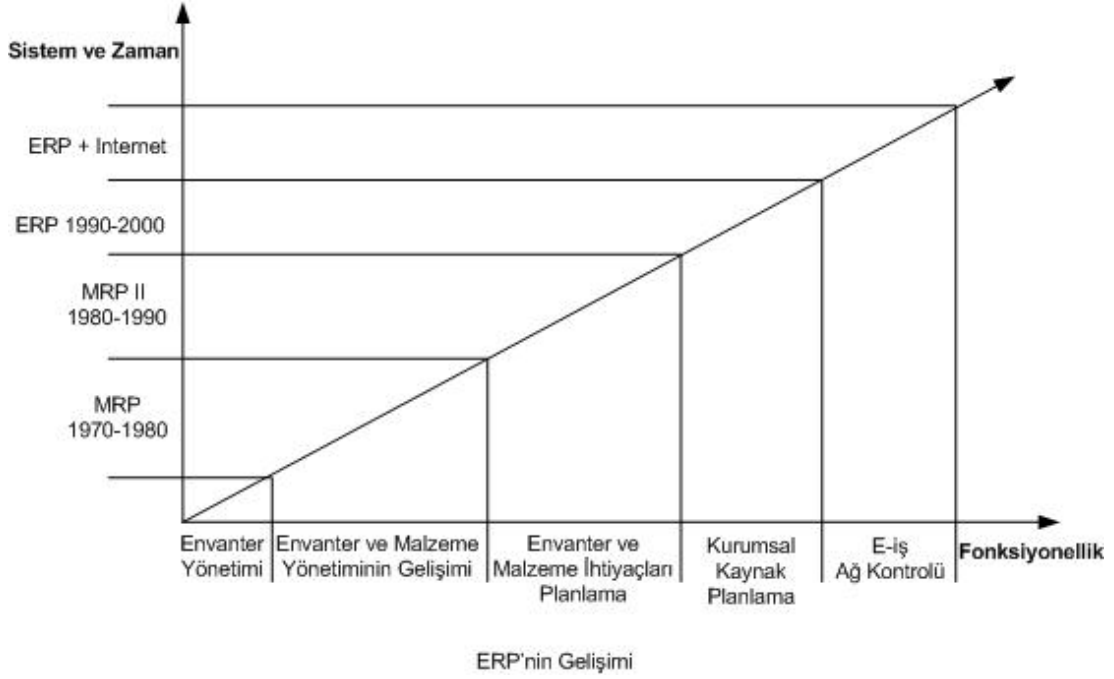 Sistem ve Zaman
ERP + Internet
ERP 1990-2000
MRP II
1980-1990
MRP
1970-1980
Envanter
Yönetimi
Envanter ve Malzeme
Yönetiminin Gelişimi
Envanter ve
Malzeme İhtiyaçları
Planlama
Kurumsal
Kaynak
Planlama
E-iş
Ağ Kontrolü
Fonksiyonellik
ERP'nin Gelişimi